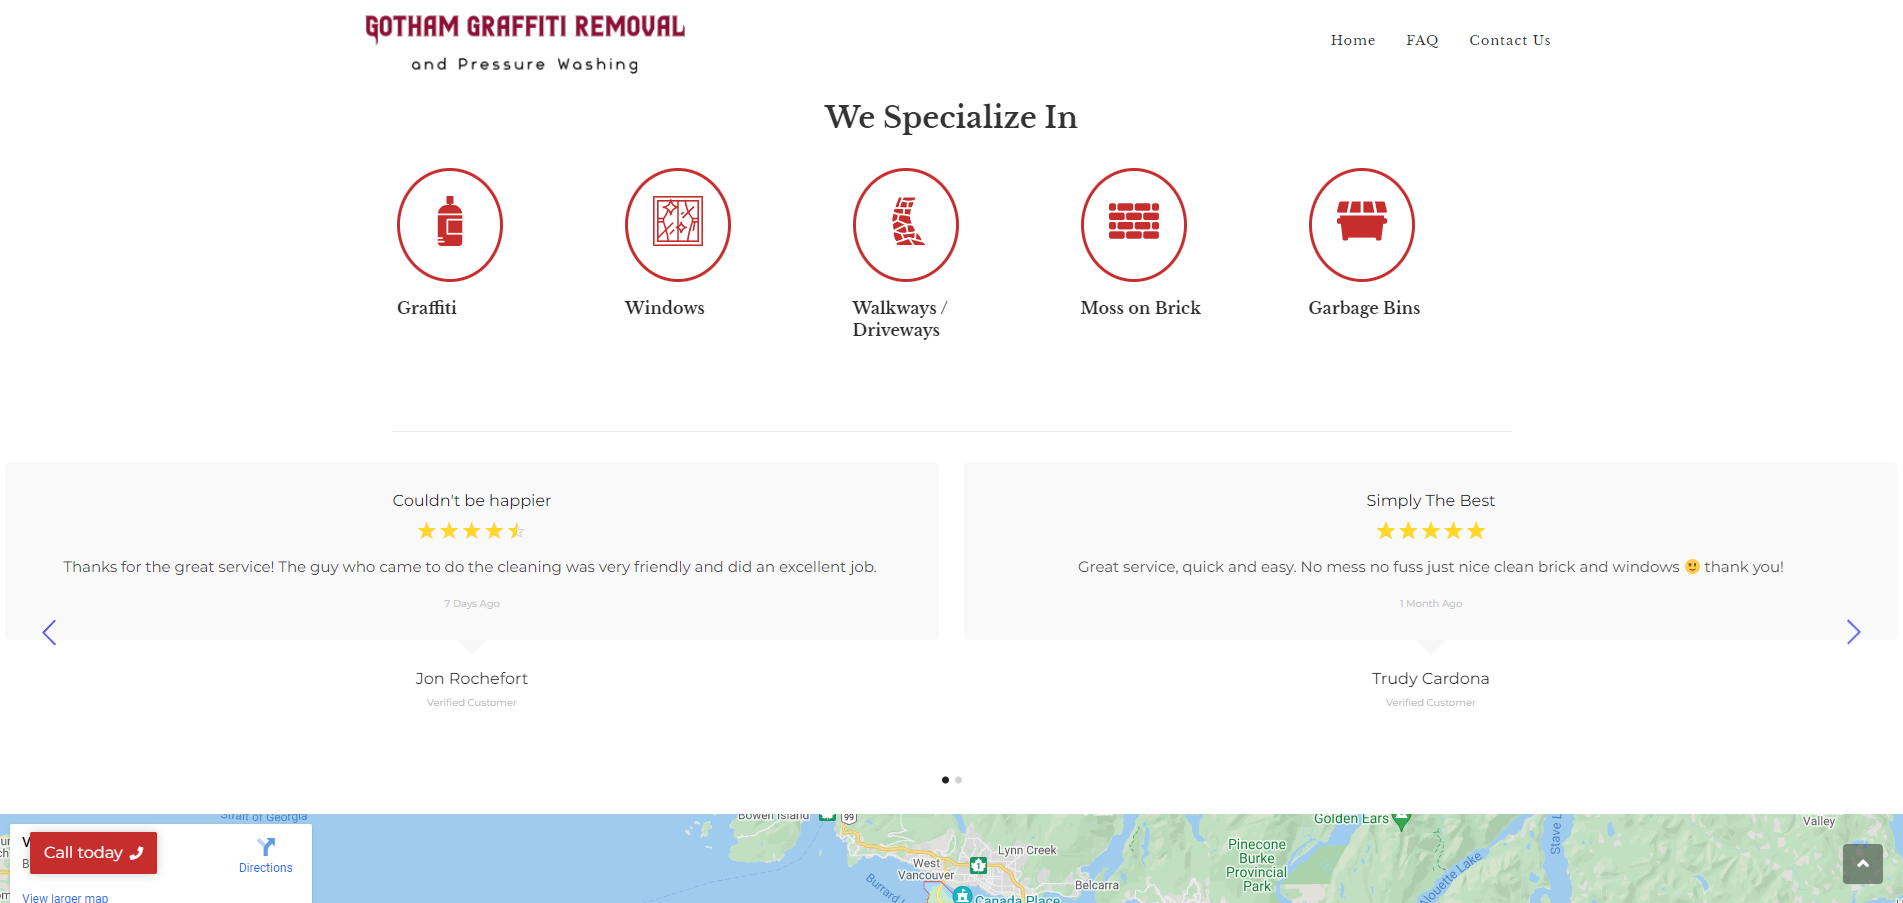 GOTHAM GRAFFITI REMOVAL
and Pressure Washing
Home FAQ Contact Us
We Specialize In
Graffiti
Windows
Walkways /
Driveways
Moss on Brick
Garbage Bins
Couldn't be happier
Thanks for the great service! The guy who came to do the cleaning was very friendly and did an excellent job.
7 Days Ago
Jon Rochefort
Verified Customer
Simply The Best
Great service, quick and easy. No mess no fuss just nice clean brick and windows 🙂 thank you!
1 Month Ago
Trudy Cardona
Verified Customer
Strait of Georgia
Call today
Directions
View larger map
Bowen Island
99
1
West
Vancouver
Lynn Creek
Burrard
Canada Place
Belcarra
Golden Ears
Pinecone
Burke
Provincial
Park
Alouette Lake
Stave L
Valley